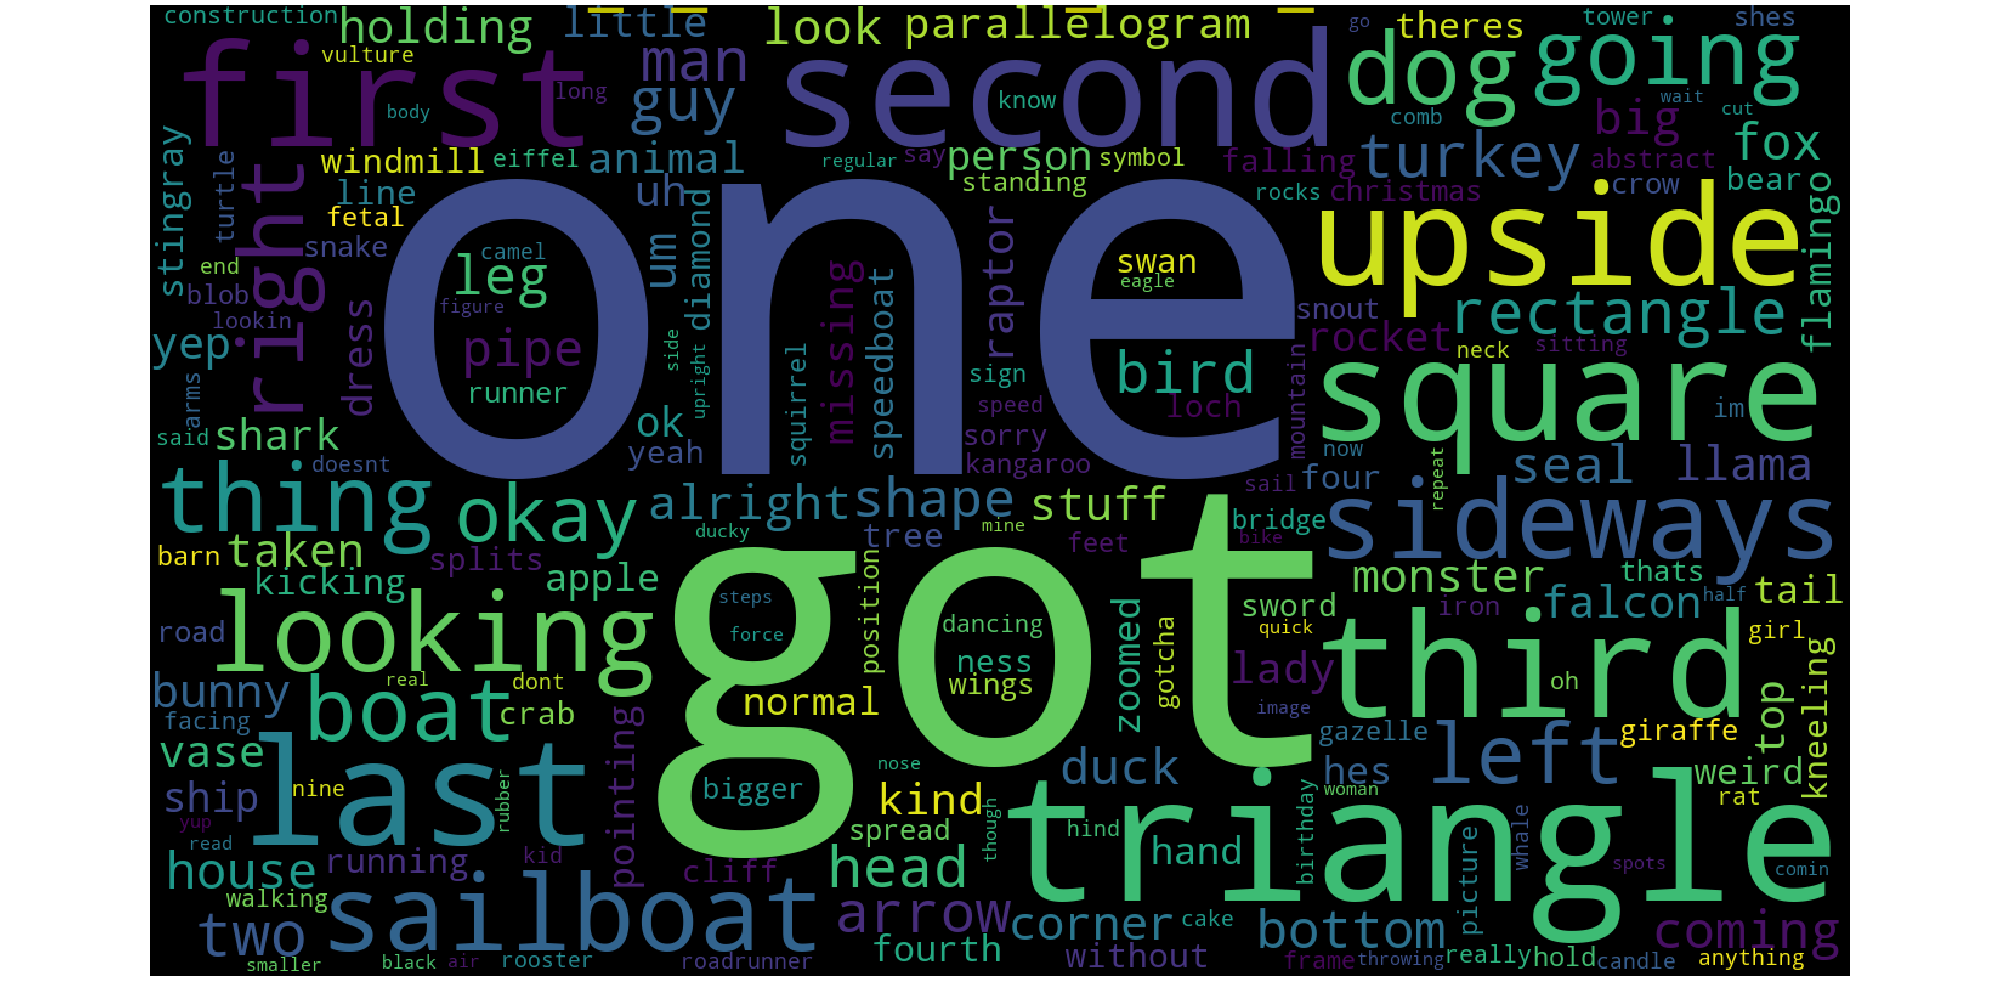 construction holding little look parallelogram go theres tower shes
vulture man second dog going
first long guy know comb big wait cut
body fox
stingray turtle windmill eiffel animal regular say person symbol falling turkey abstract
right line uh standing rocks christmas crow bear
fetal um diamond one raptor swan upside flamingo
snake camel leg missing speedboat eagle
end blob figure snout rectangle
lookin dress pipe side squirrel rocket neck sitting
yep runner upright sign bird mountain square
arms ok speed loch im
said shark yeah sorry now
doesnt kangaroo sail four repeat seal llama
thing okay alright shape stuff bridge sideways
ducky tree mine feet bike
barn taken splits position monster thats
kicking apple steps zoomed sword iron falcon half tail
road looking got force dancing gotcha quick third girl
real dont ness lady oh kneeling
bunny boat crab normal wings image top
facing pointing gazelle left giraffe
vase last nose duck hes weird
ship nine rubber bigger kind though birthday woman triangle rat
yup spread hind whale
read running kid cliff head hand picture spots comin
house walking sailboat arrow corner cake bottom coming
two fourth without really hold
smaller black air rooster roadrunner frame throwing candle anything